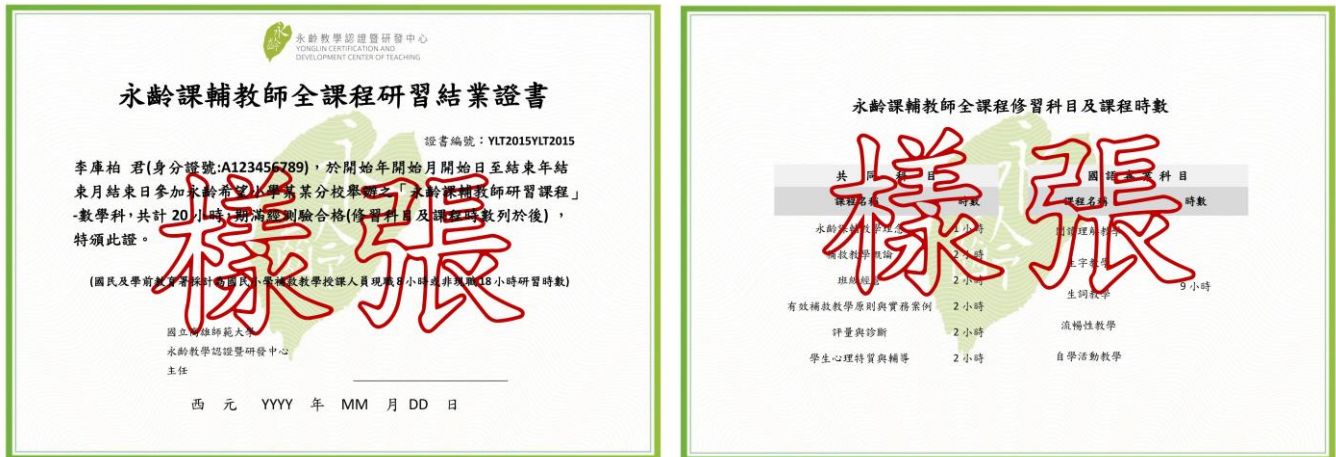 永齡
永齡教學認證暨研發中心
YONGLIN CERTIFICATION AND
DEVELOPMENT CENTER OF TEACHING
永齡課輔教師全課程研習結業證書
證書編號：YLT2015YLT2015
李庫柏 君(身分證號:A123456789)，於開始年開始月開始日至結束年結
束月結束日參加永齡希望小學某某分校舉辦之「永齡課輔教師研習課程」
-數學科，共計 20 小時，期滿經測驗合格(修習科目及課程時數列於後) ，
特頒此證。
(國民及學前教育署採計為國民小學補救教學授課人員現職8小時或非現職18小時研習時數)
國立高雄師範大學
永齡教學認證暨研發中心
主任
西 元 YYYY 年 MM 月 DD 日
樣張
永齡課輔教師全課程修習科目及課程時數
共 同 科 目 國 語 專 業 科 目
課程名稱 時數 課程名稱 時數
永齡課輔教學理念 1小時 閱讀理解教學
補救教學概論 2小時 生字教學
班級經營 2小時 生詞教學 9小時
有效補救教學原則與實務案例 2小時
評量與診斷 2小時 流暢性教學
學生心理特質與輔導 2小時 自學活動教學
樣張